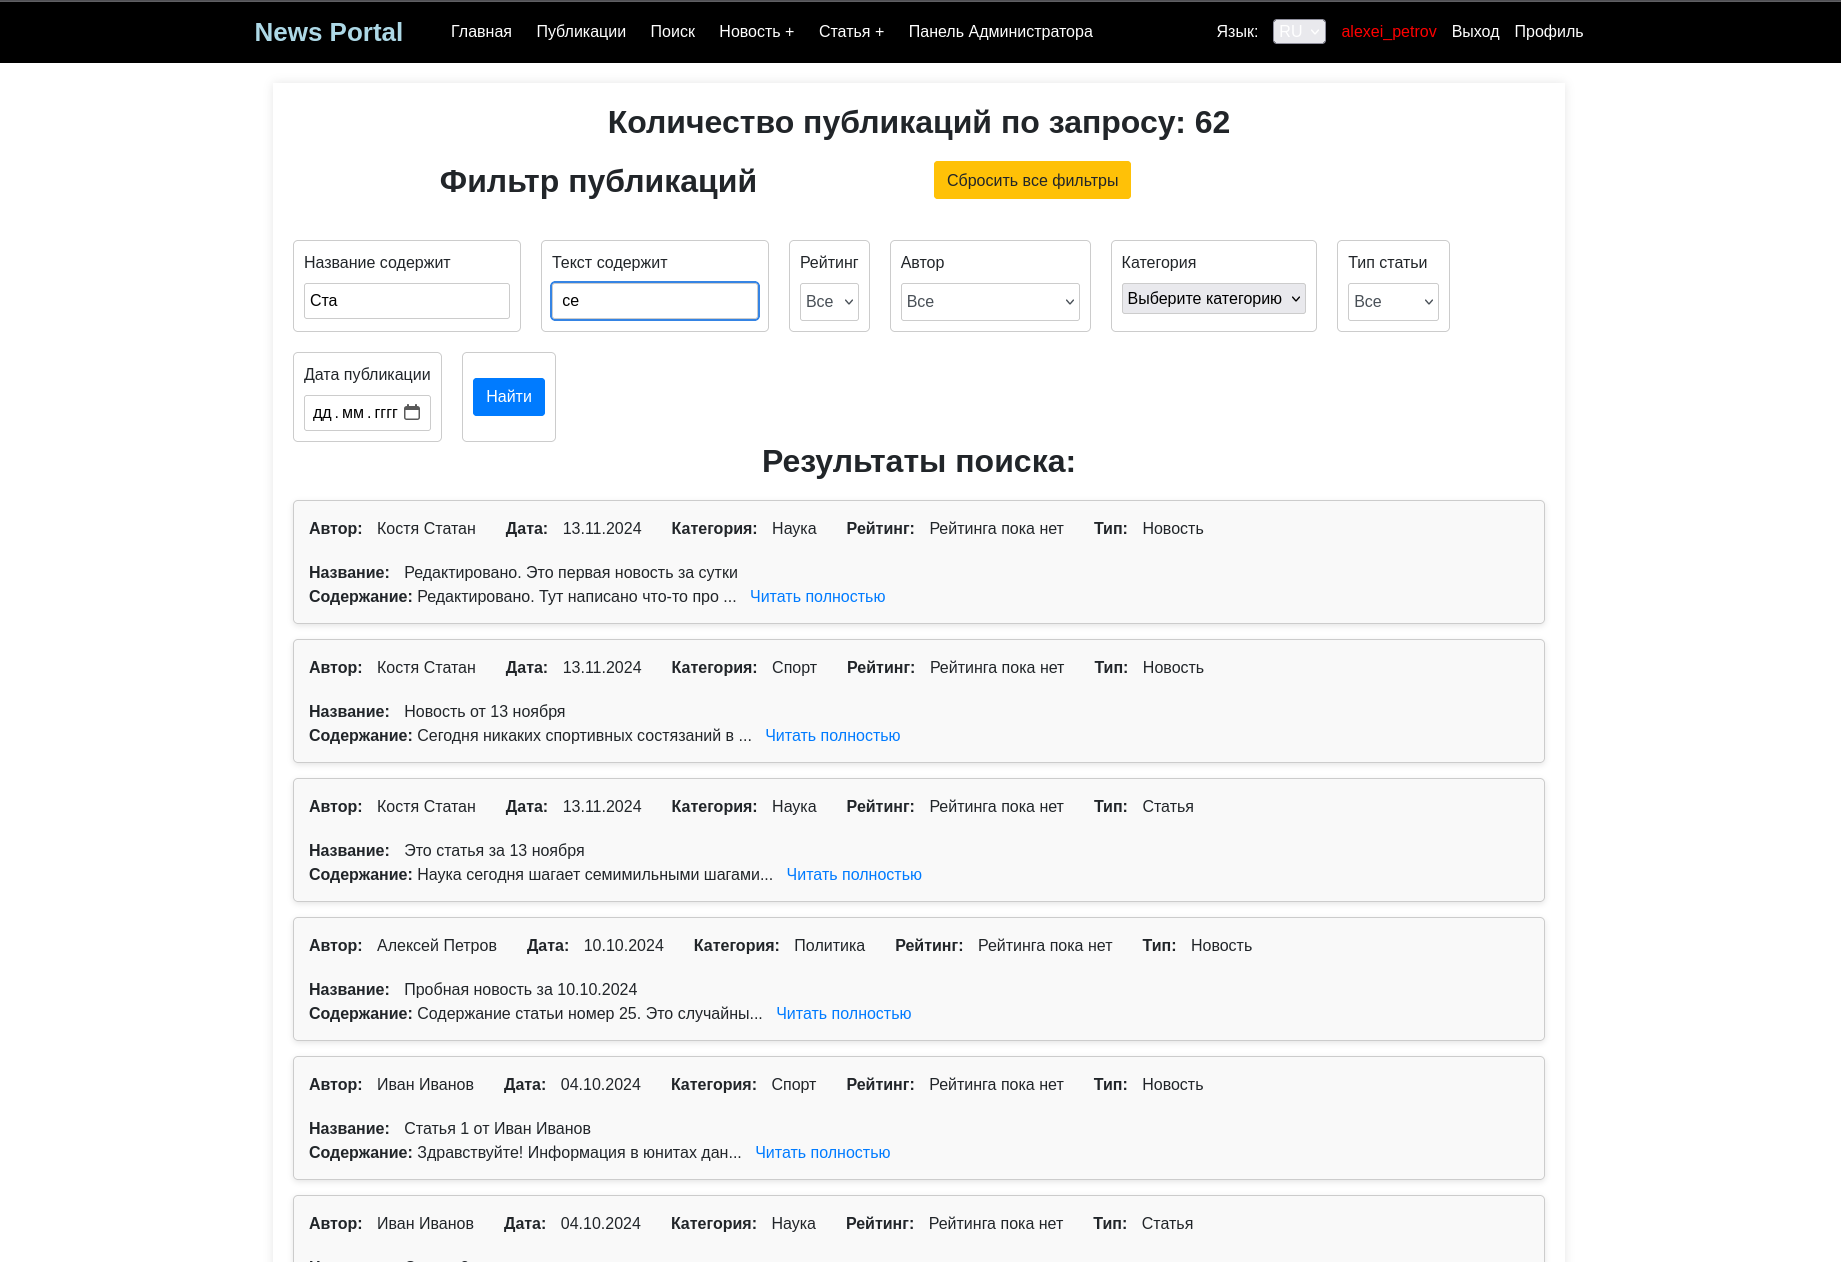 News Portal Главная Публикации Поиск Новость + Статья + Панель Администратора Язык: RU alexei_petrov Выход Профиль
Количество публикаций по запросу: 62
Фильтр публикаций Сбросить все фильтры
Название содержит Текст содержит Рейтинг Автор Категория Тип статьи
Ста се Все Все Выберите категорию Все
Дата публикации
дд . мм . гггг Найти
Результаты поиска:
Автор: Костя Статан Дата: 13.11.2024 Категория: Наука Рейтинг: Рейтинга пока нет Тип: Новость
Название: Редактировано. Это первая новость за сутки
Содержание: Редактировано. Тут написано что-то про ... Читать полностью
Автор: Костя Статан Дата: 13.11.2024 Категория: Спорт Рейтинг: Рейтинга пока нет Тип: Новость
Название: Новость от 13 ноября
Содержание: Сегодня никаких спортивных состязаний в ... Читать полностью
Автор: Костя Статан Дата: 13.11.2024 Категория: Наука Рейтинг: Рейтинга пока нет Тип: Статья
Название: Это статья за 13 ноября
Содержание: Наука сегодня шагает семимильными шагами... Читать полностью
Автор: Алексей Петров Дата: 10.10.2024 Категория: Политика Рейтинг: Рейтинга пока нет Тип: Новость
Название: Пробная новость за 10.10.2024
Содержание: Содержание статьи номер 25. Это случайны... Читать полностью
Автор: Иван Иванов Дата: 04.10.2024 Категория: Спорт Рейтинг: Рейтинга пока нет Тип: Новость
Название: Статья 1 от Иван Иванов
Содержание: Здравствуйте! Информация в юнитах дан... Читать полностью
Автор: Иван Иванов Дата: 04.10.2024 Категория: Наука Рейтинг: Рейтинга пока нет Тип: Статья